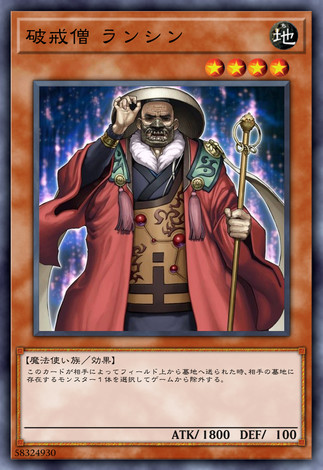 破戒僧 ランシン
地
【魔法使い族／効果】
このカードが相手によってフィールド上から墓地へ送られた時、相手の墓地に
存在するモンスター１体を選択してゲームから除外する。
ATK/ 1800 DEF/ 100
58324930